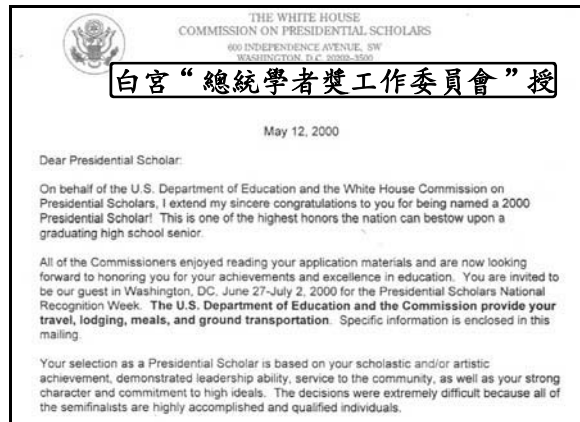 THE WHITE HOUSE
COMMISSION ON PRESIDENTIAL SCHOLARS
600 INDEPENDENCE AVENUE, SW
WASHINGTON, D.C. 20202-3500
白宮“總統學者獎工作委員會”授
May 12, 2000
Dear Presidential Scholar:
On behalf of the U.S. Department of Education and the White House Commission on
Presidential Scholars, I extend my sincere congratulations to you for being named a 2000
Presidential Scholar! This is one of the highest honors the nation can bestow upon a
graduating high school senior.
All of the Commissioners enjoyed reading your application materials and are now looking
forward to honoring you for your achievements and excellence in education. You are invited to
be our guest in Washington, DC, June 27-July 2, 2000 for the Presidential Scholars National
Recognition Week. The U.S. Department of Education and the Commission provide your
travel, lodging, meals, and ground transportation. Specific information is enclosed in this
mailing.
Your selection as a Presidential Scholar is based on your scholastic and/or artistic
achievement, demonstrated leadership ability, service to the community, as well as your strong
character and commitment to high ideals. The decisions were extremely difficult because all of
the semifinalists are highly accomplished and qualified individuals.